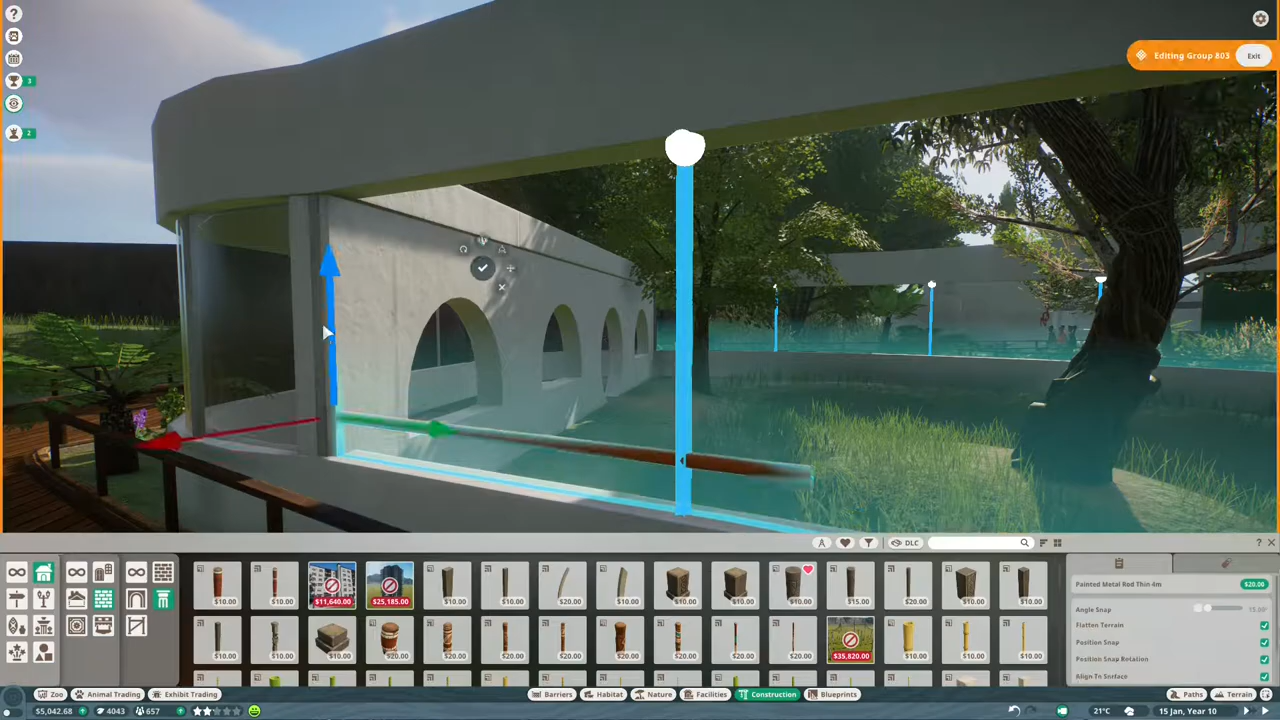 ?
Editing Group 803
Exit
3
2
DLC
? ×
$10.00
$10.00
$11,640.00
$25,185.00
$10.00
$10.00
$20.00
$10.00
$10.00
$10.00
$10.00
$15.00
$20.00
$10.00
$10.00
$10.00
$10.00
$10.00
$20.00
$20.00
$20.00
$20.00
$20.00
$20.00
$20.00
$20.00
$35,820.00
$10.00
$10.00
$10.00
Painted Metal Rod Thin 4m
$20.00
Angle Snap
15.00°
Flatten Terrain
Position Snap
Position Snap Rotation
Align To Surface
Zoo
Animal Trading
Exhibit Trading
Barriers
Habitat
Nature
Facilities
Construction
Blueprints
Paths
Terrain
$5,042.68
4043
657
21°C
15 Jan, Year 10